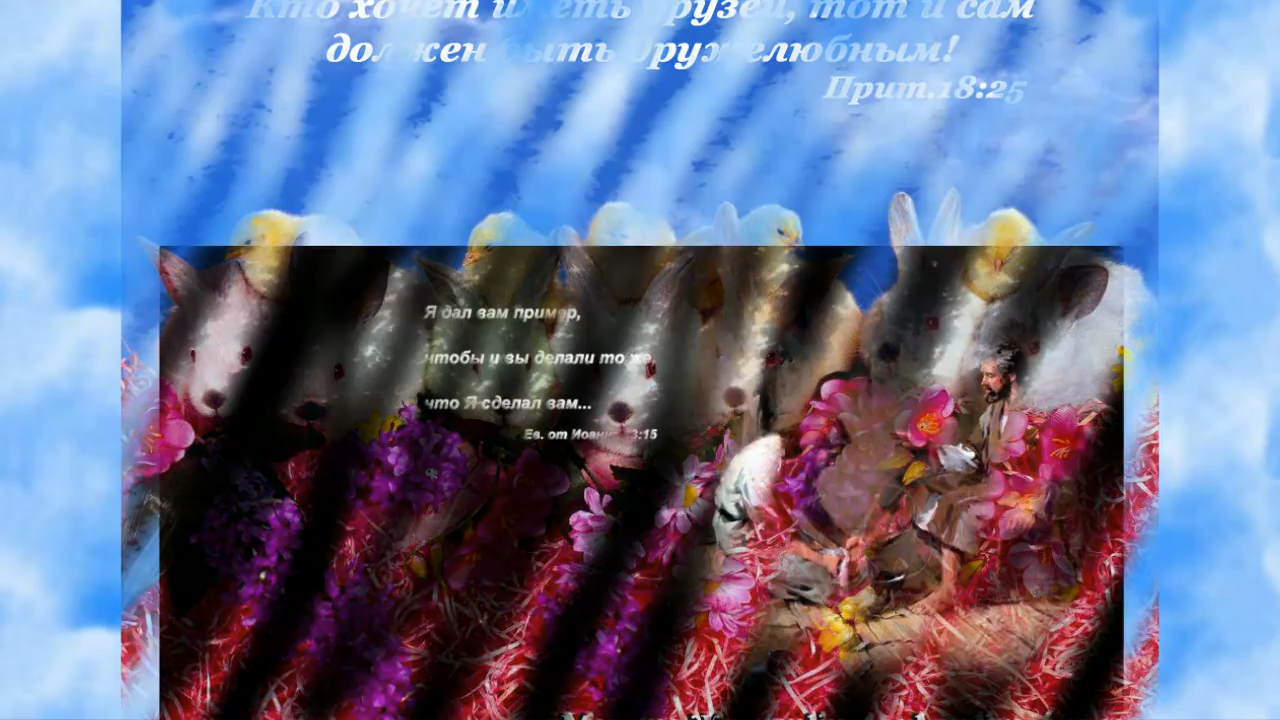 Кто хочет иметь друзей, тот и сам
должен быть дружелюбным!
Прит.18:25
Я дал вам пример,
чтобы и вы делали то же,
что Я сделал вам...
Ев. от Иоанна 13:15